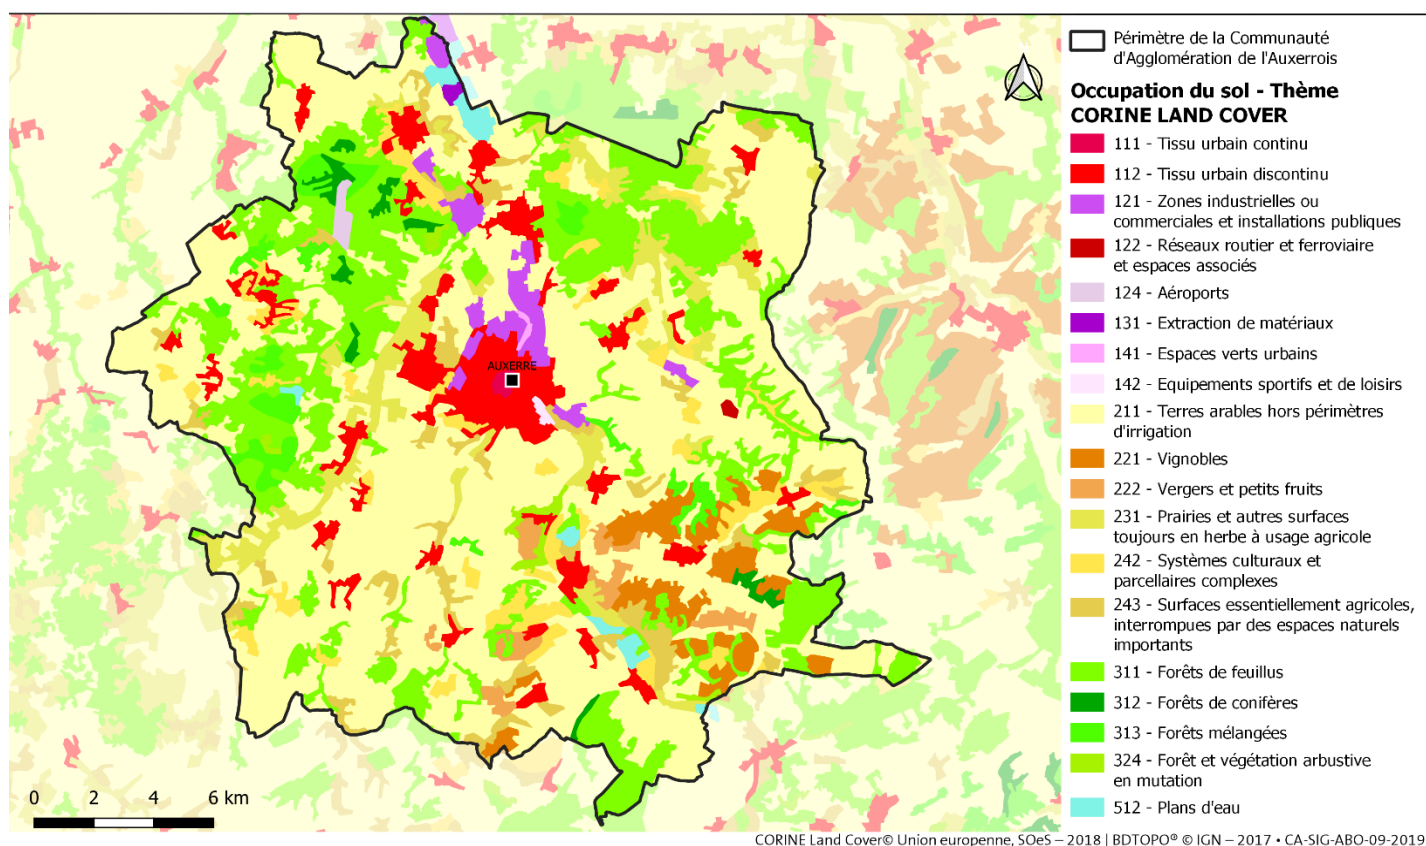 Périmètre de la Communauté
d'Agglomération de l'Auxerrois
Occupation du sol - Thème
CORINE LAND COVER
111 - Tissu urbain continu
112 - Tissu urbain discontinu
121 - Zones industrielles ou
commerciales et installations publiques
122 - Réseaux routier et ferroviaire
et espaces associés
124 - Aéroports
131 - Extraction de matériaux
141 - Espaces verts urbains
142 - Equipements sportifs et de loisirs
211 - Terres arables hors périmètres
d'irrigation
221 - Vignobles
222 - Vergers et petits fruits
231 - Prairies et autres surfaces
toujours en herbe à usage agricole
242 - Systèmes culturaux et
parcellaires complexes
243 - Surfaces essentiellement agricoles,
interrompues par des espaces naturels
importants
311 - Forêts de feuillus
312 - Forêts de conifères
313 - Forêts mélangées
324 - Forêt et végétation arbustive
en mutation
512 - Plans d'eau
AUXERRE
0 2 4 6 km
CORINE Land Cover© Union europenne, SOeS – 2018 | BDTOPO® © IGN – 2017 • CA-SIG-ABO-09-2019